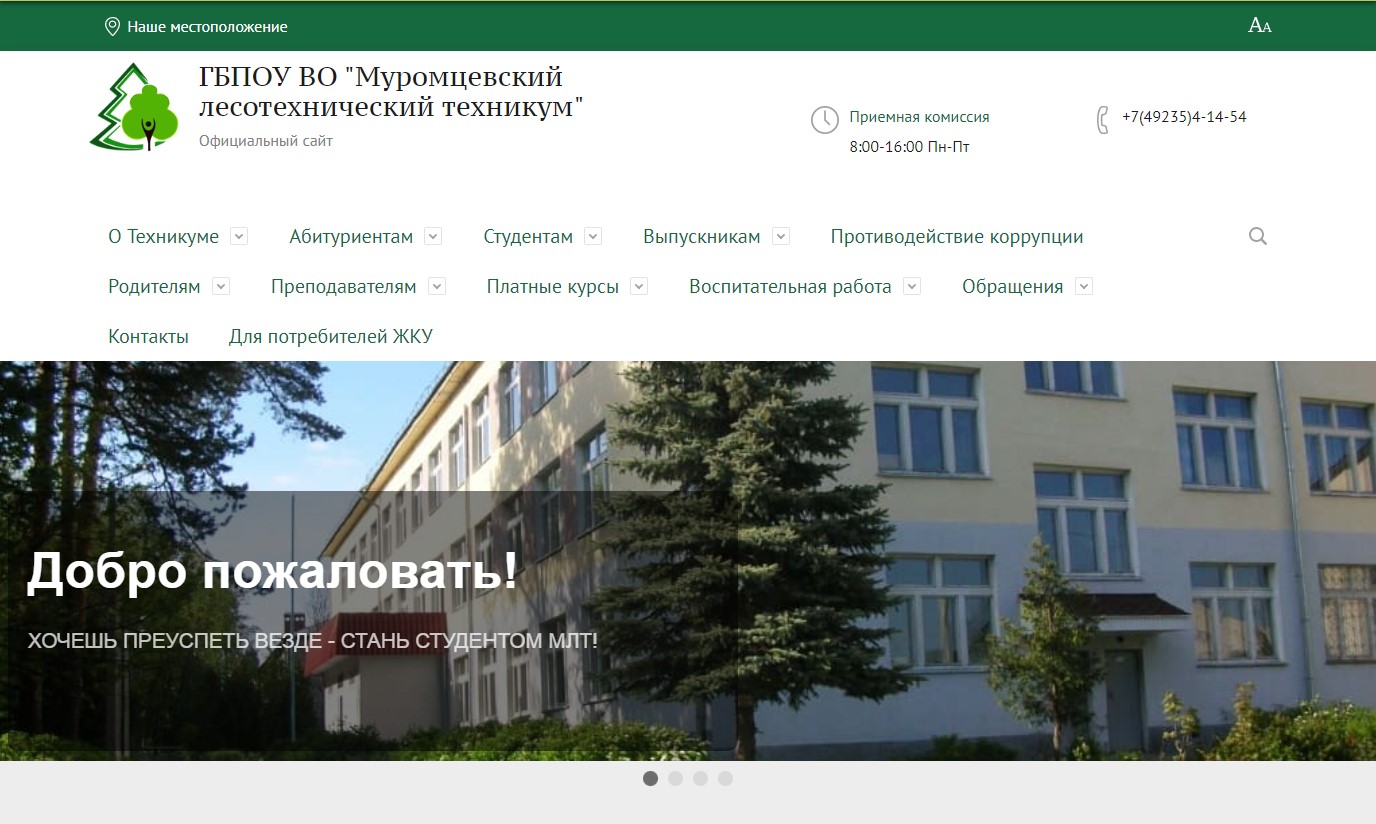 Наше местоположение
Аа
ГБПОУ ВО "Муромцевский
лесотехнический техникум"
Официальный сайт
Приемная комиссия
8:00-16:00 Пн-Пт
+7(49235)4-14-54
О Техникуме Абитуриентам Студентам Выпускникам Противодействие коррупции
Родителям Преподавателям Платные курсы Воспитательная работа Обращения
Контакты Для потребителей ЖКУ
Добро пожаловать!
ХОЧЕШЬ ПРЕУСПЕТЬ ВЕЗДЕ - СТАНЬ СТУДЕНТОМ МЛТ!